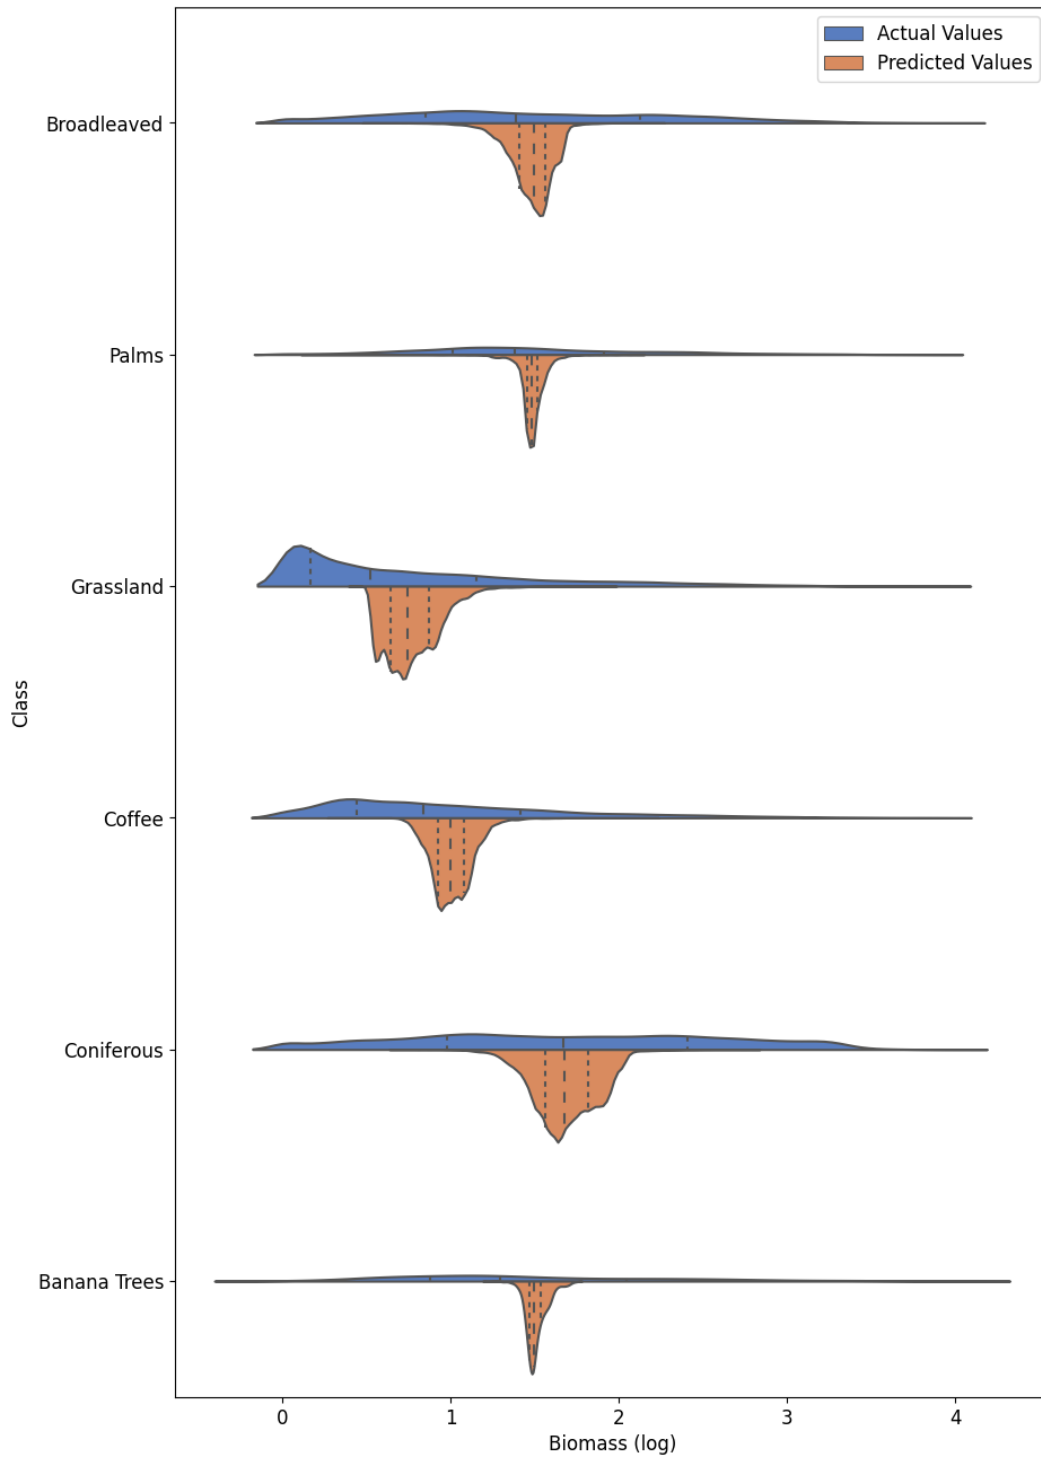 Actual Values
Predicted Values
Broadleaved
Palms
Grassland
Coffee
Coniferous
Banana Trees
Class
0 1 2 3 4
Biomass (log)